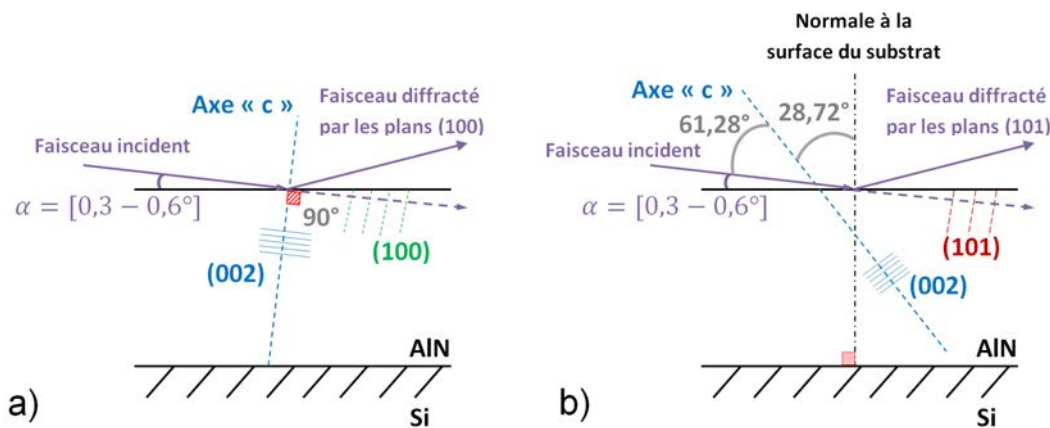 Axe « c »
Faisceau diffracté
par les plans (100)
Faisceau incident
α = [0,3 − 0,6°]
90°
(100)
(002)
AlN
Si
a)
Normale à la
surface du substrat
Axe « c »
28,72°
61,28°
Faisceau diffracté
par les plans (101)
Faisceau incident
α = [0,3 − 0,6°]
(101)
(002)
AlN
Si
b)